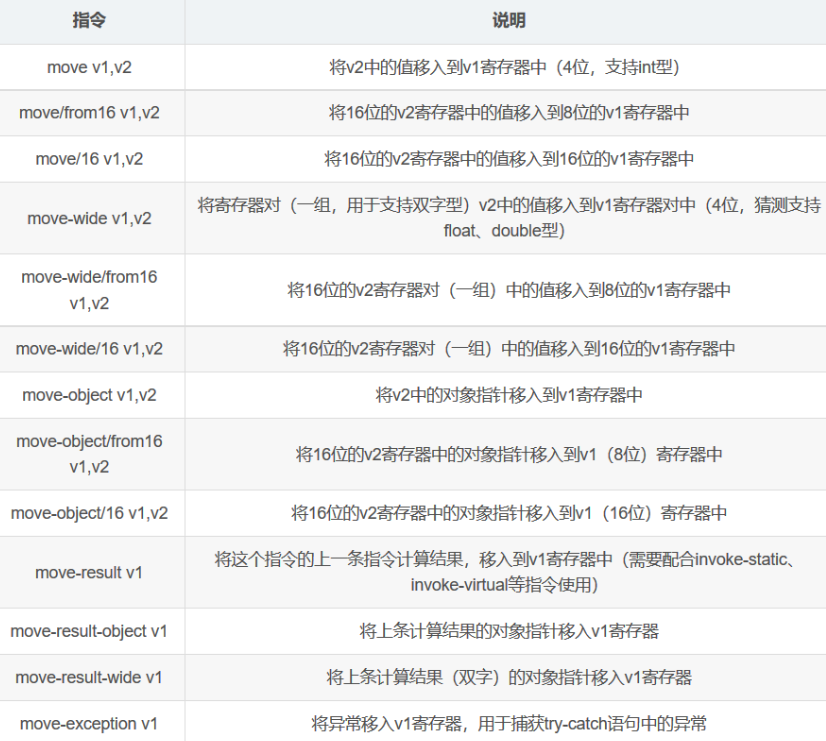 指令 说明
move v1,v2 将v2中的值移入到v1寄存器中（4位，支持int型）
move/from16 v1,v2 将16位的v2寄存器中的值移入到8位的v1寄存器中
move/16 v1,v2 将16位的v2寄存器中的值移入到16位的v1寄存器中
move-wide v1,v2 将寄存器对（一组，用于支持双字型）v2中的值移入到v1寄存器对中（4位，猜测支持
float、double型）
move-wide/from16
v1,v2 将16位的v2寄存器对（一组）中的值移入到8位的v1寄存器中
move-wide/16 v1,v2 将16位的v2寄存器对（一组）中的值移入到16位的v1寄存器中
move-object v1,v2 将v2中的对象指针移入到v1寄存器中
move-object/from16
v1,v2 将16位的v2寄存器中的对象指针移入到v1（8位）寄存器中
move-object/16 v1,v2 将16位的v2寄存器中的对象指针移入到v1（16位）寄存器中
move-result v1 将这个指令的上一条指令计算结果，移入到v1寄存器中（需要配合invoke-static、
invoke-virtual等指令使用）
move-result-object v1 将上条计算结果的对象指针移入v1寄存器
move-result-wide v1 将上条计算结果（双字）的对象指针移入v1寄存器
move-exception v1 将异常移入v1寄存器，用于捕获try-catch语句中的异常